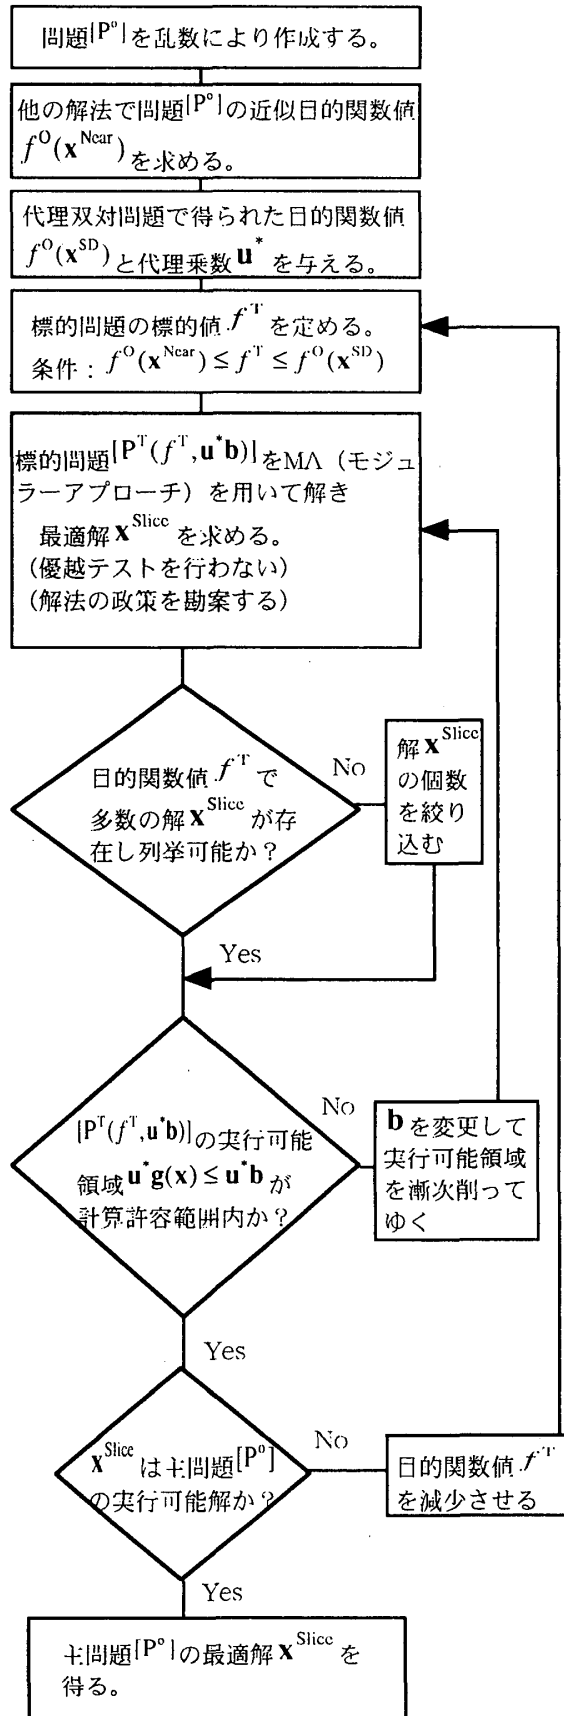 問題[P⁰]を乱数により作成する。
他の解法で問題[P⁰]の近似目的関数値
f^O(x^Near)を求める。
代理双対問題で得られた目的関数値
f^O(x^SD)と代理乗数u*を与える。
標的問題の標的値f^Tを定める。
条件：f^O(x^Near)≤f^T≤f^O(x^SD)
標的問題[P^T(f^T,u*b)]をMA（モジュ
ラーアプローチ）を用いて解き
最適解x^Sliceを求める。
（優越テストを行わない）
（解法の政策を勘案する）
目的関数値f^Tで
多数の解x^Sliceが存
在し列挙可能か？
No
解x^Slice
の個数
を絞り
込む
Yes
[P^T(f^T,u*b)]の実行可能
領域u*g(x)≤u*bが
計算許容範囲内か？
No
bを変更して
実行可能領域
を漸次削って
ゆく
Yes
x^Sliceは主問題[P⁰]
の実行可能解か？
No
目的関数値f^T
を減少させる
Yes
主問題[P⁰]の最適解x^Sliceを
得る。